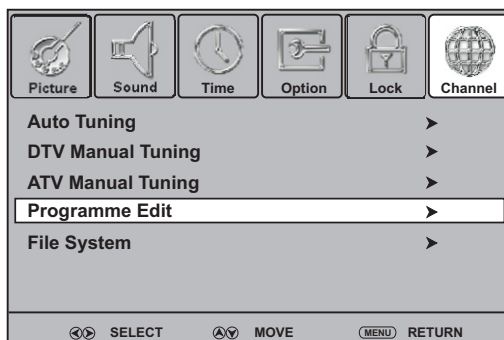 Picture Sound Time Option Lock Channel
Auto Tuning
DTV Manual Tuning
ATV Manual Tuning
Programme Edit
File System
SELECT MOVE MENU RETURN